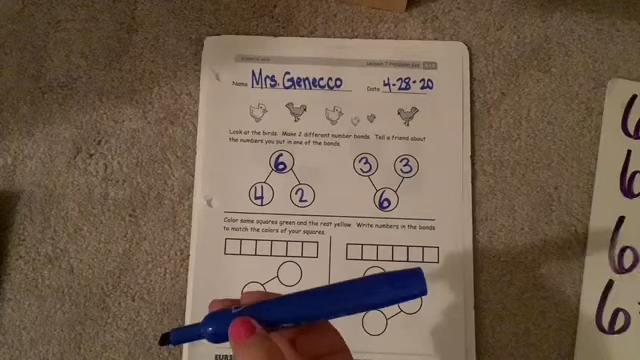 Lesson 7 Problem Set
Name Mrs. Genecco Date 4-28-20
Look at the birds. Make 2 different number bonds. Tell a friend about
the numbers you put in one of the bonds.
6 3 3
4 2 6
Color some squares green and the rest yellow. Write numbers in the bonds
to match the colors of your squares.
6
6
6
6